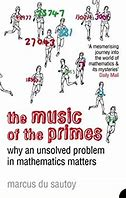 'A mesmerising
journey into the
world of
mathematics &
its mysteries'
Daily Mail
27043
the music
of the primes
why an unsolved
problem in
mathematics matters
marcus du sautoy